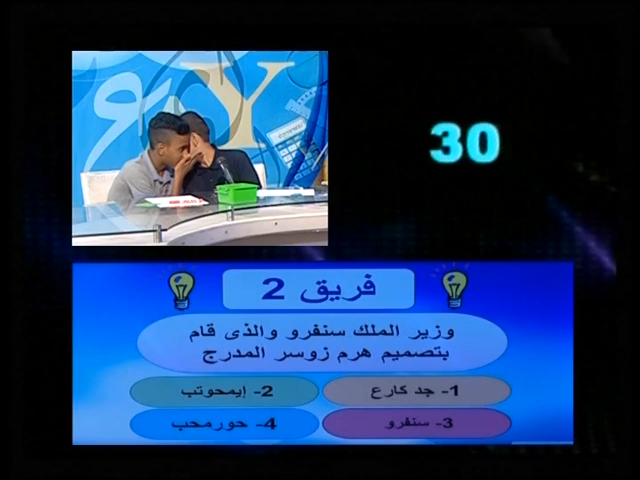 30
فريق 2
وزير الملك سنفرو والذى قام
بتصميم هرم زوسر المدرج
1- جد كارع
2- إيمحوتب
3- سنفرو
4- حورمحب